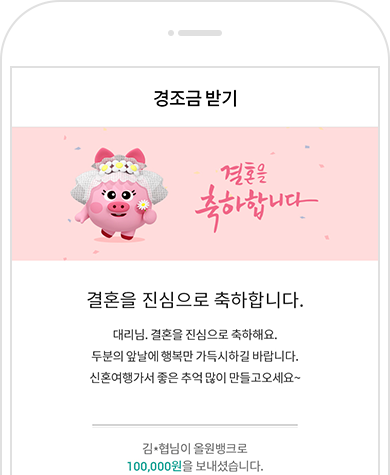 경조금 받기
결혼을
축하합니다
결혼을 진심으로 축하합니다.
대리님. 결혼을 진심으로 축하해요.
두분의 앞날에 행복만 가득시하길 바랍니다.
신혼여행가서 좋은 추억 많이 만들고오세요~
김*협님이 올원뱅크로
100,000원을 보내셨습니다.